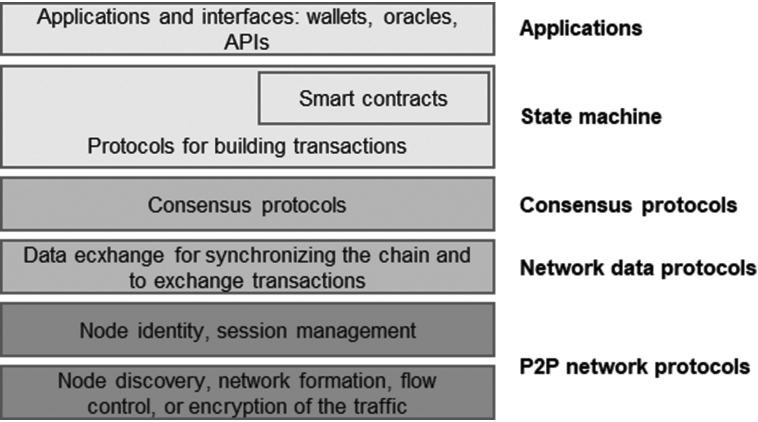 Applications and interfaces: wallets, oracles,
APIs
Applications
Smart contracts
Protocols for building transactions
State machine
Consensus protocols
Consensus protocols
Data ecxhange for synchronizing the chain and
to exchange transactions
Network data protocols
Node identity, session management
Node discovery, network formation, flow
control, or encryption of the traffic
P2P network protocols